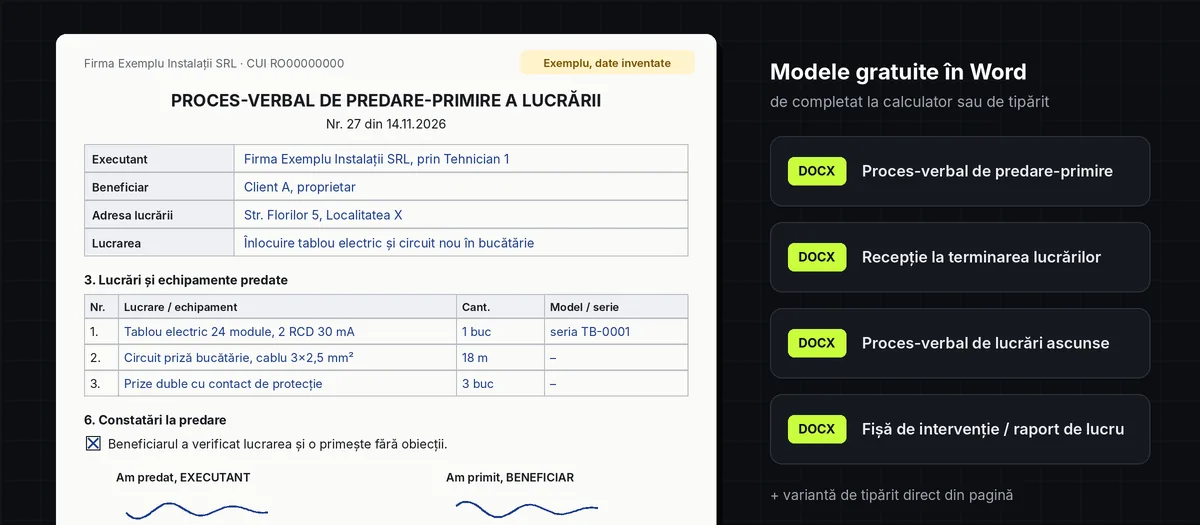 Firma Exemplu Instalații SRL · CUI RO00000000
Exemplu, date inventate
PROCES-VERBAL DE PREDARE-PRIMIRE A LUCRĂRII
Nr. 27 din 14.11.2026
Executant Firma Exemplu Instalații SRL, prin Tehnician 1
Beneficiar Client A, proprietar
Adresa lucrării Str. Florilor 5, Localitatea X
Lucrarea Înlocuire tablou electric și circuit nou în bucătărie
3. Lucrări și echipamente predate
Nr. Lucrare / echipament Cant. Model / serie
1. Tablou electric 24 module, 2 RCD 30 mA 1 buc seria TB-0001
2. Circuit priză bucătărie, cablu 3×2,5 mm² 18 m –
3. Prize duble cu contact de protecție 3 buc –
6. Constatări la predare
Beneficiarul a verificat lucrarea și o primește fără obiecții.
Am predat, EXECUTANT Am primit, BENEFICIAR
Modele gratuite în Word
de completat la calculator sau de tipărit
DOCX Proces-verbal de predare-primire
DOCX Recepție la terminarea lucrărilor
DOCX Proces-verbal de lucrări ascunse
DOCX Fișă de intervenție / raport de lucru
+ variantă de tipărit direct din pagină